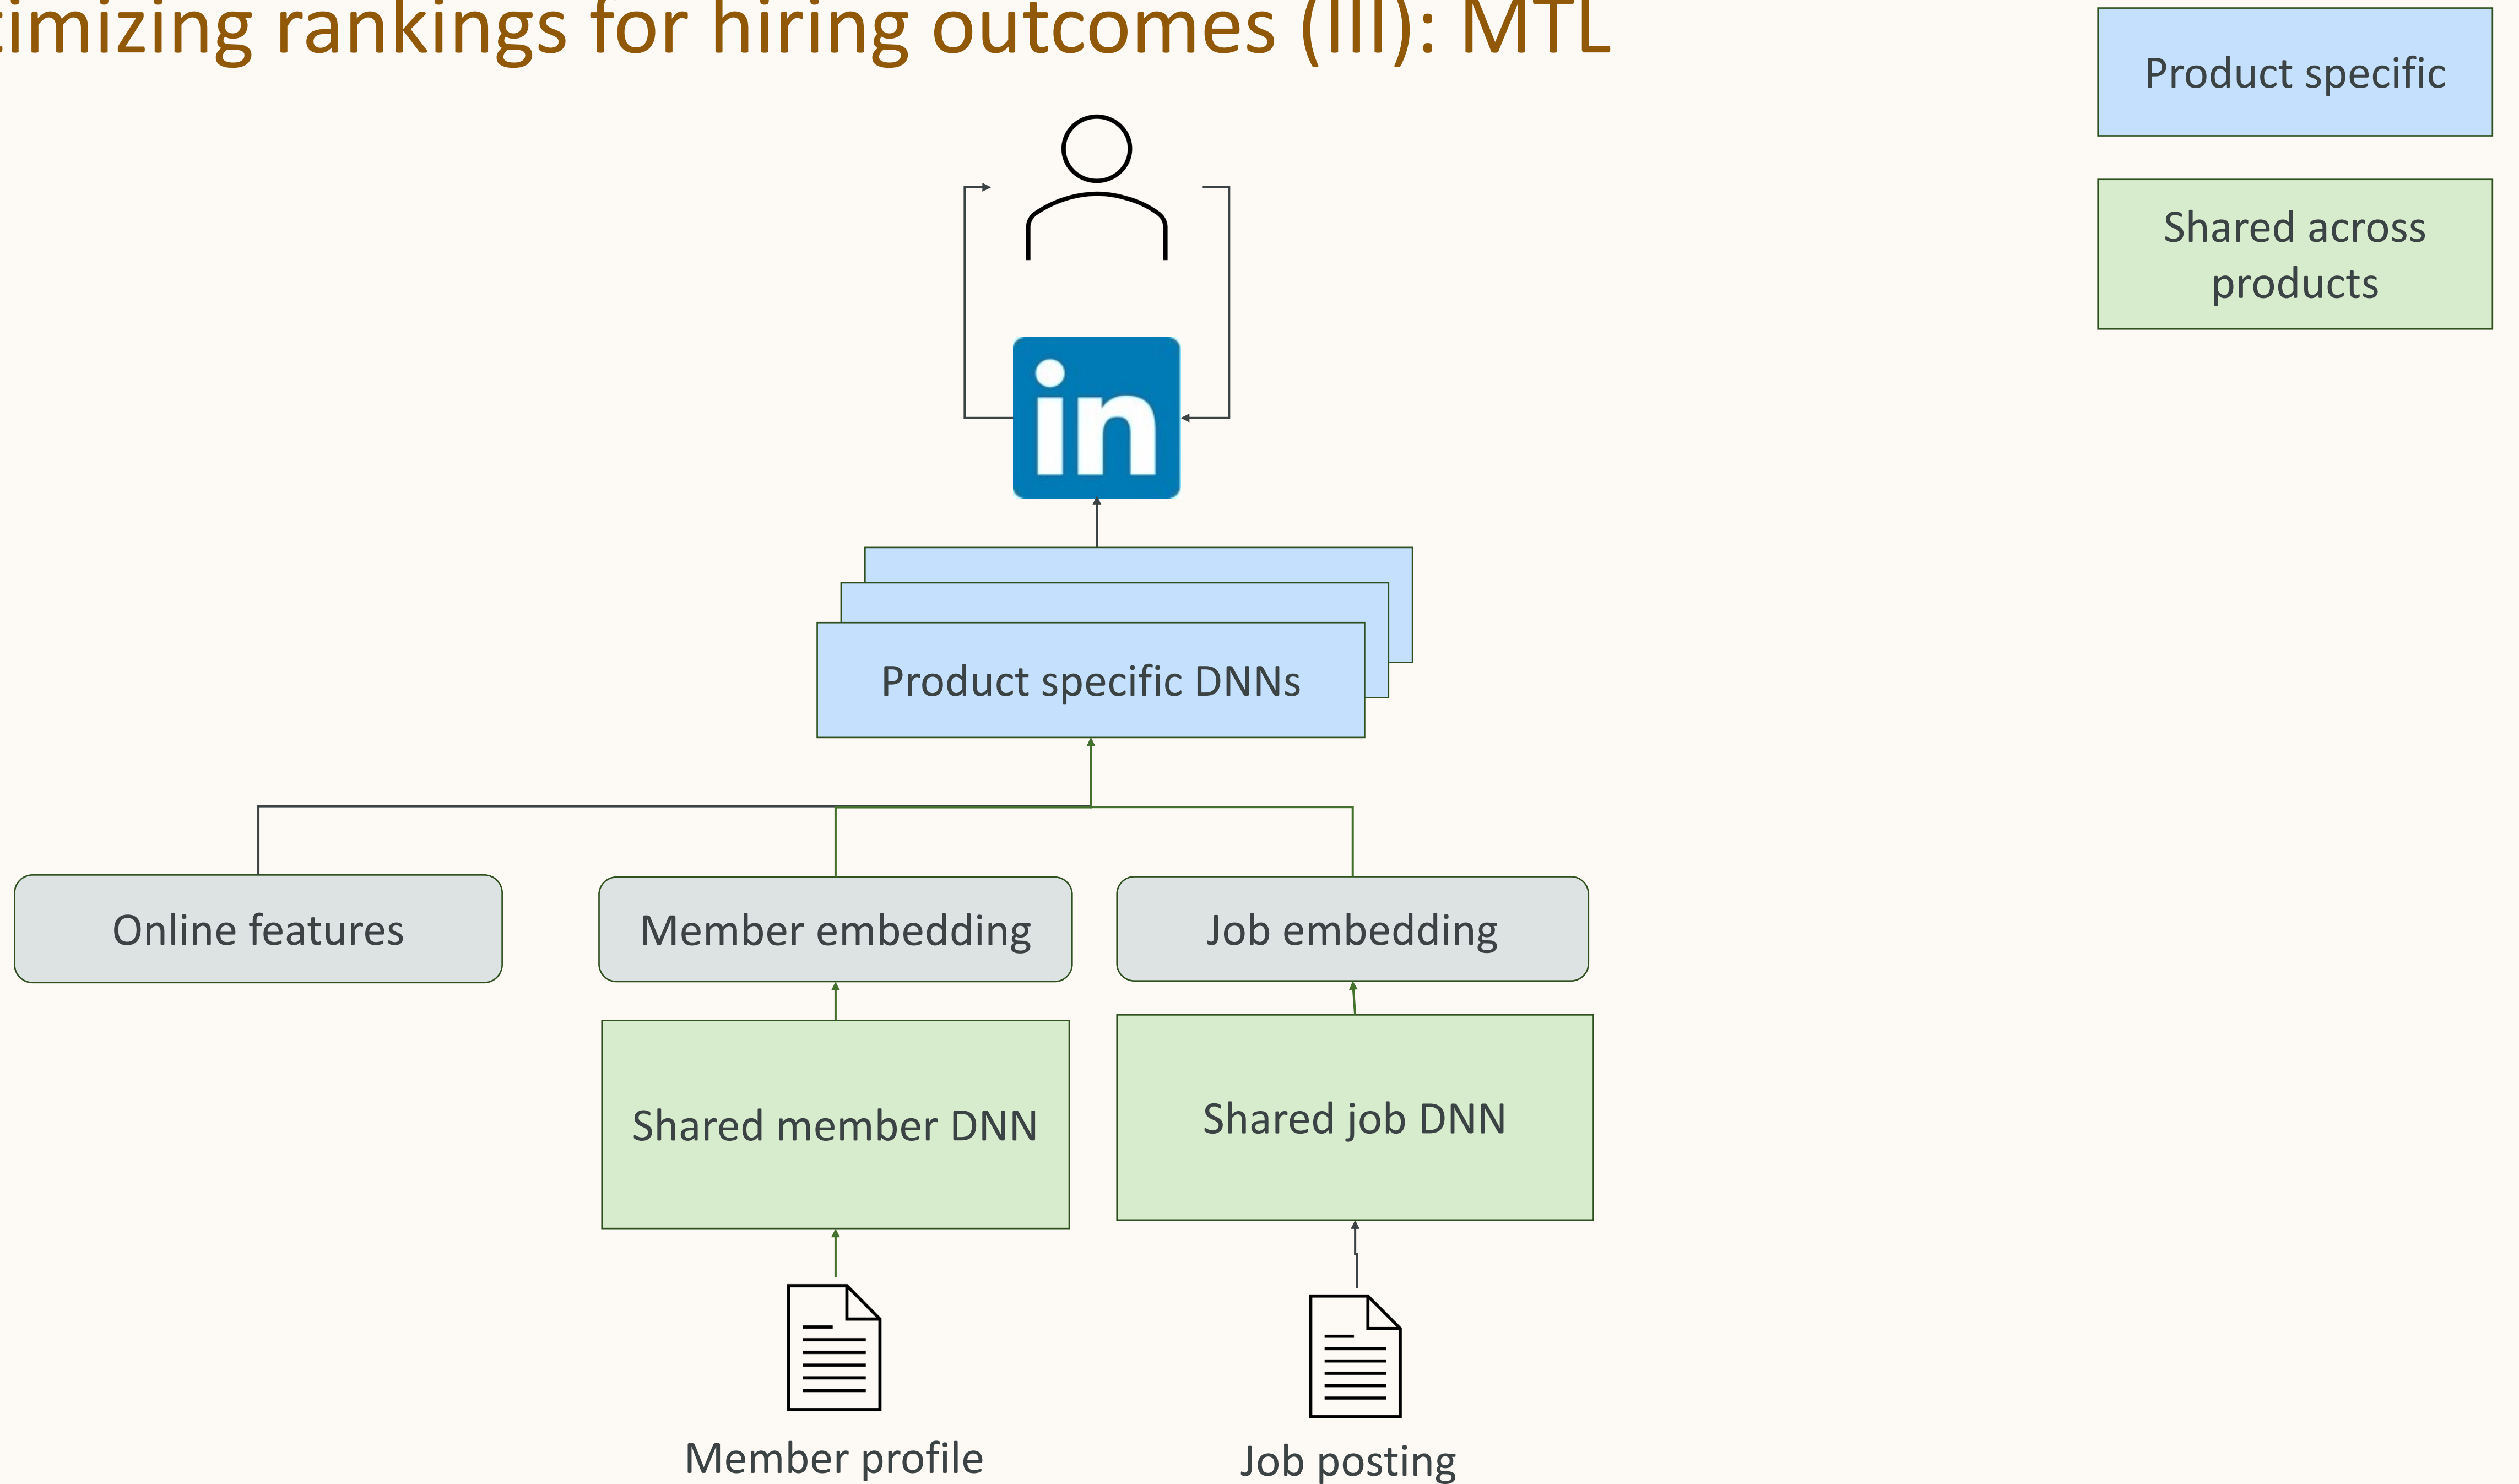 timizing rankings for hiring outcomes (III): MTL
Product specific
Shared across
products
in
Product specific DNNs
Online features
Member embedding
Job embedding
Shared member DNN
Shared job DNN
Member profile
Job posting